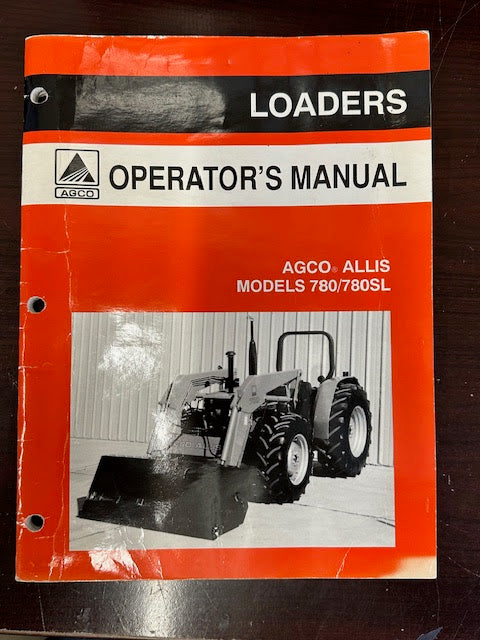 LOADERS
AGCO
OPERATOR'S MANUAL
AGCO® ALLIS
MODELS 780/780SL